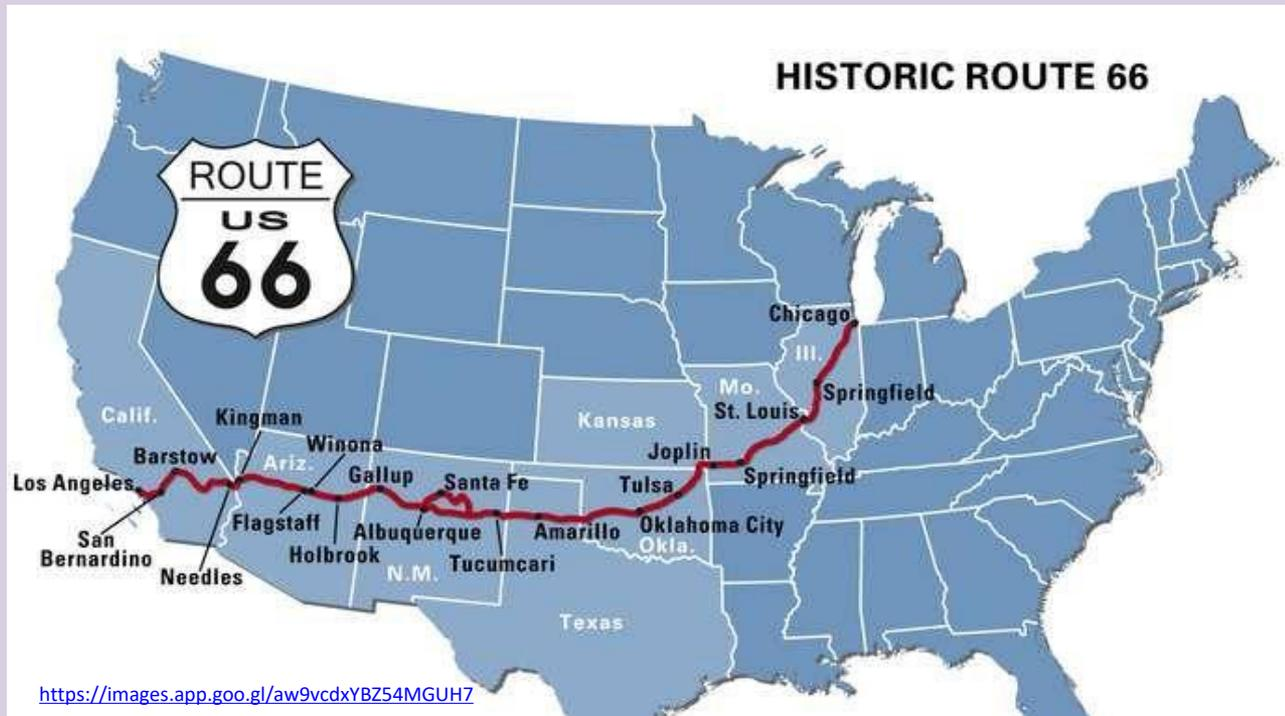 HISTORIC ROUTE 66
ROUTE
US
66
Chicago
Ill.
Springfield
Mo.
St. Louis
Kansas
Calif.
Kingman
Winona
Joplin
Barstow
Ariz.
Gallup
Santa Fe
Springfield
Los Angeles
Tulsa
Flagstaff
Albuquerque
Amarillo
Oklahoma City
San
Bernardino
Holbrook
Okla.
Needles
N.M.
Tucumcari
Texas
https://images.app.goo.gl/aw9vcdxYBZ54MGUH7